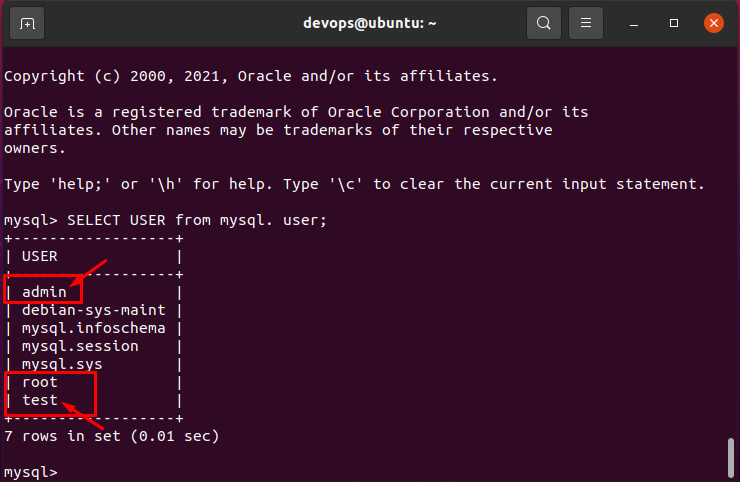 devops@ubuntu: ~
Copyright (c) 2000, 2021, Oracle and/or its affiliates.
Oracle is a registered trademark of Oracle Corporation and/or its
affiliates. Other names may be trademarks of their respective
owners.
Type 'help;' or '\h' for help. Type '\c' to clear the current input statement.
mysql> SELECT USER from mysql. user;
+------------------+
| USER             |
+------------------+
| admin            |
| debian-sys-maint |
| mysql.infoschema |
| mysql.session    |
| mysql.sys        |
| root             |
| test             |
+------------------+
7 rows in set (0.01 sec)
mysql>